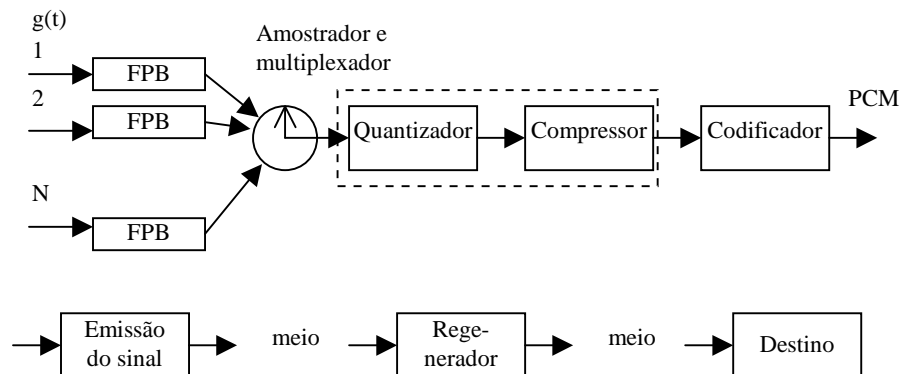 g(t)
1
FPB
2
FPB
N
FPB
Amostrador e
multiplexador
Quantizador
Compressor
Codificador
PCM
Emissão
do sinal
meio
Rege-
nerador
meio
Destino